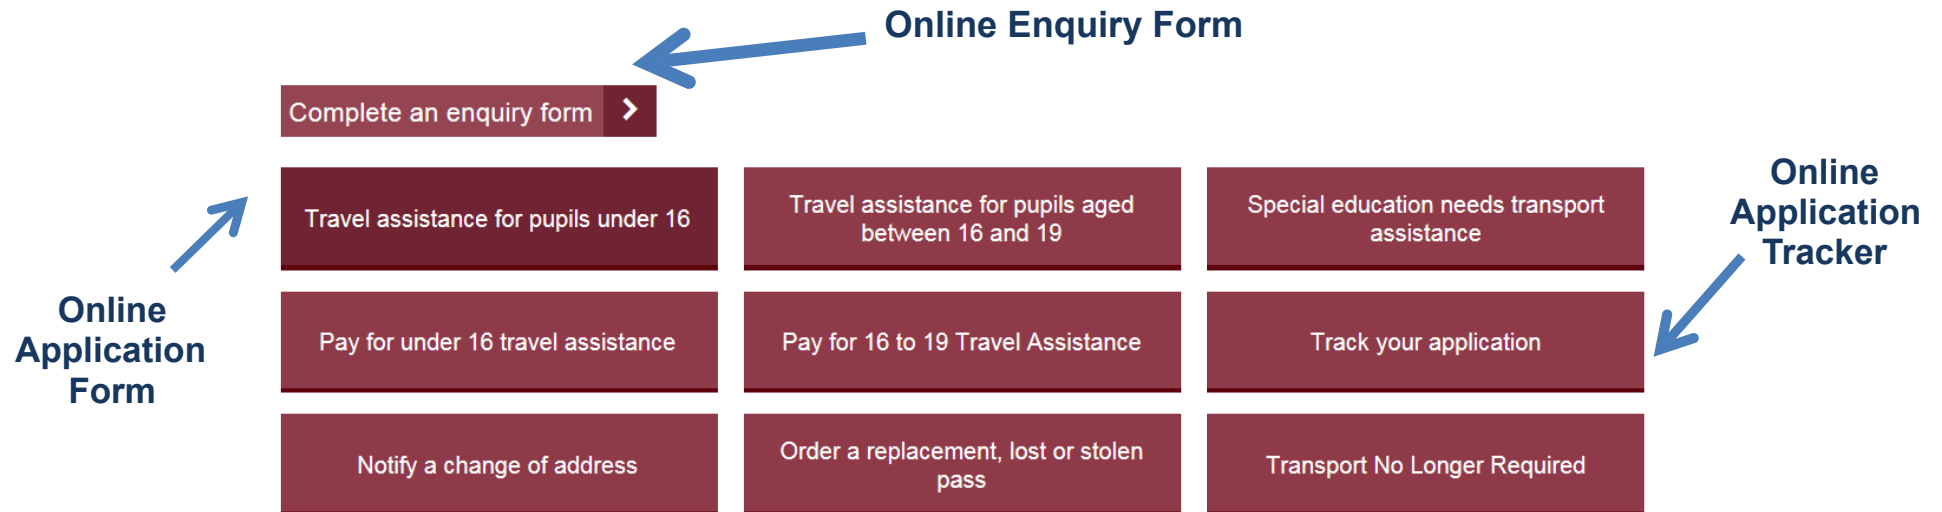 Online Enquiry Form
Complete an enquiry form
Travel assistance for pupils under 16
Travel assistance for pupils aged
between 16 and 19
Special education needs transport
assistance
Online
Application
Tracker
Online
Application
Form
Pay for under 16 travel assistance
Pay for 16 to 19 Travel Assistance
Track your application
Notify a change of address
Order a replacement, lost or stolen
pass
Transport No Longer Required